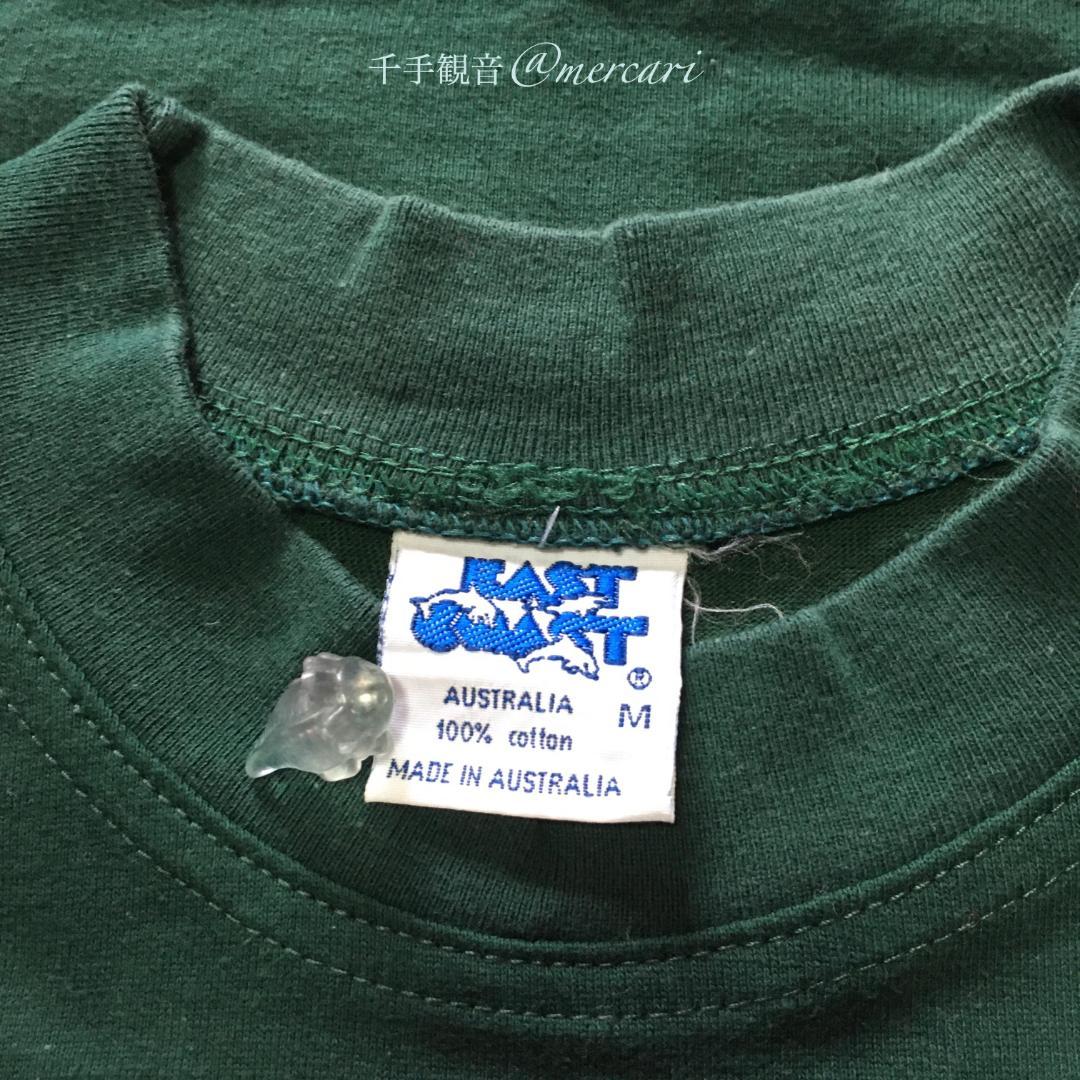 千手観音@mercari
EAST
COAST
®
AUSTRALIA
M
100% cotton
MADE IN AUSTRALIA